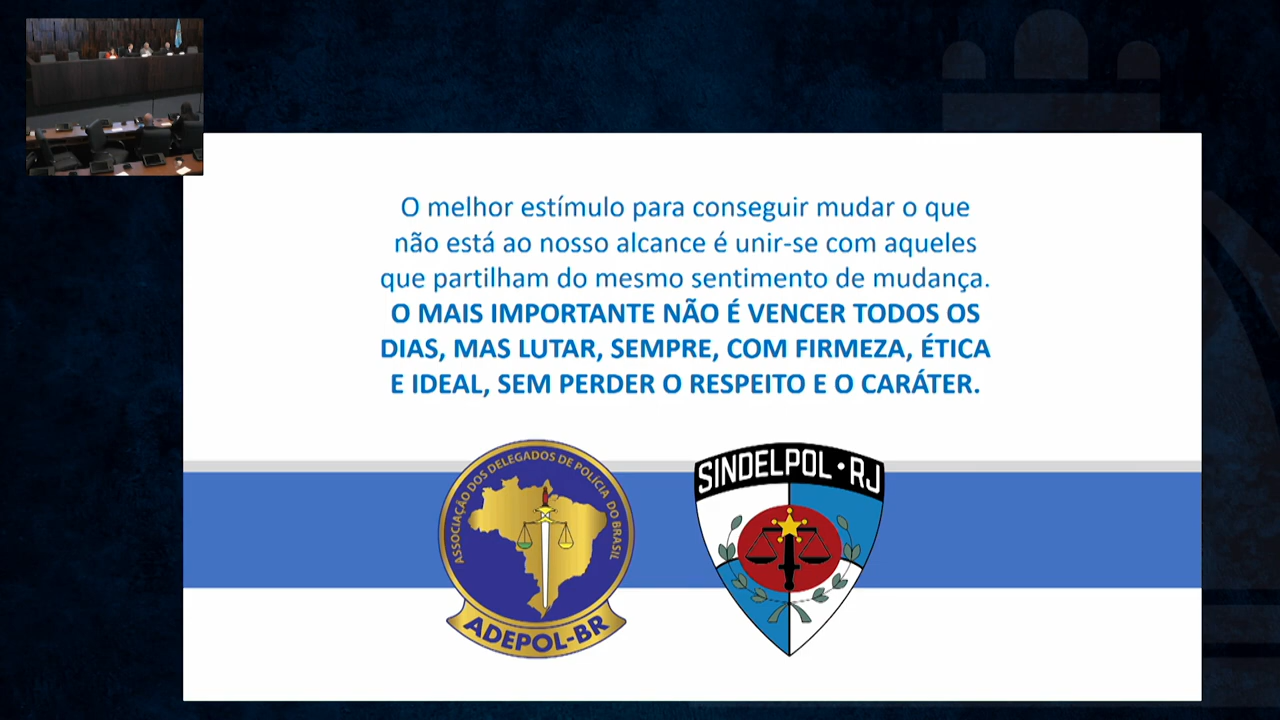 O melhor estímulo para conseguir mudar o que
não está ao nosso alcance é unir-se com aqueles
que partilham do mesmo sentimento de mudança.
O MAIS IMPORTANTE NÃO É VENCER TODOS OS
DIAS, MAS LUTAR, SEMPRE, COM FIRMEZA, ÉTICA
E IDEAL, SEM PERDER O RESPEITO E O CARÁTER.
ASSOCIAÇÃO DOS DELEGADOS DE POLÍCIA DO BRASIL
ADEPOL-BR
SINDELPOL • RJ